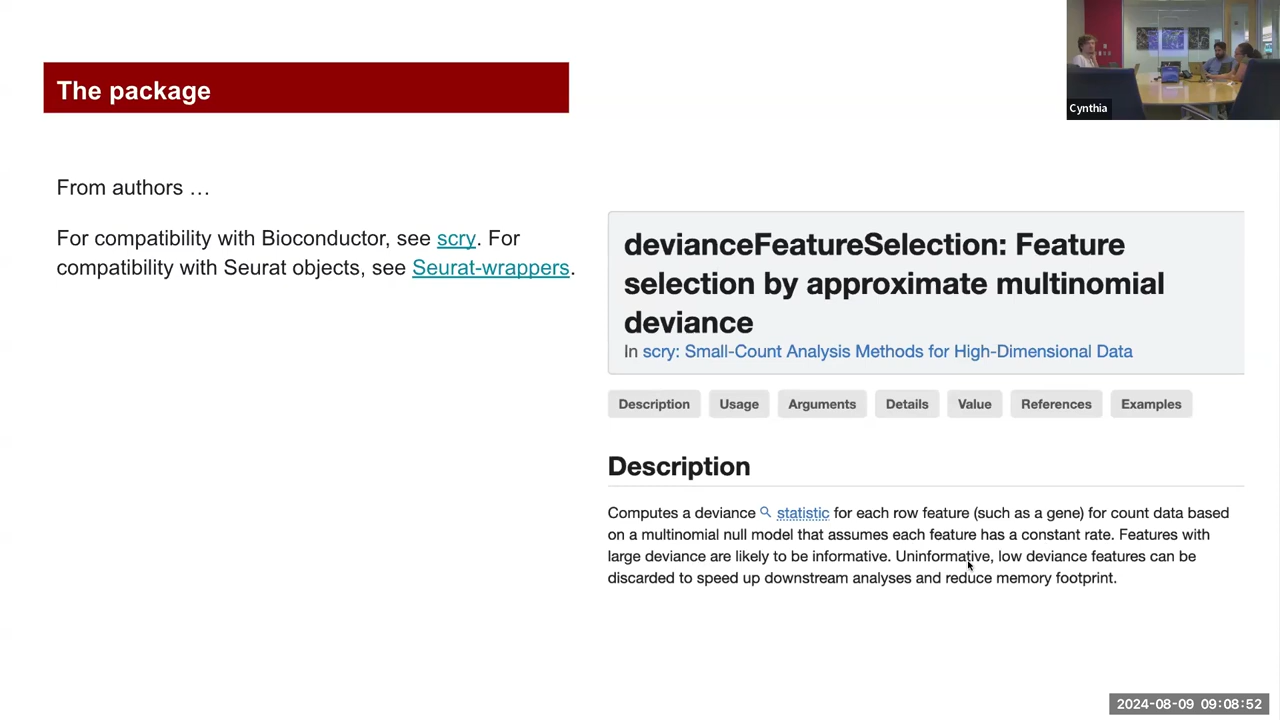 The package
Cynthia
From authors …
For compatibility with Bioconductor, see scry. For
compatibility with Seurat objects, see Seurat-wrappers.
devianceFeatureSelection: Feature
selection by approximate multinomial
deviance
In scry: Small-Count Analysis Methods for High-Dimensional Data
Description Usage Arguments Details Value References Examples
Description
Computes a deviance statistic for each row feature (such as a gene) for count data based
on a multinomial null model that assumes each feature has a constant rate. Features with
large deviance are likely to be informative. Uninformative, low deviance features can be
discarded to speed up downstream analyses and reduce memory footprint.
2024-08-09 09:08:52